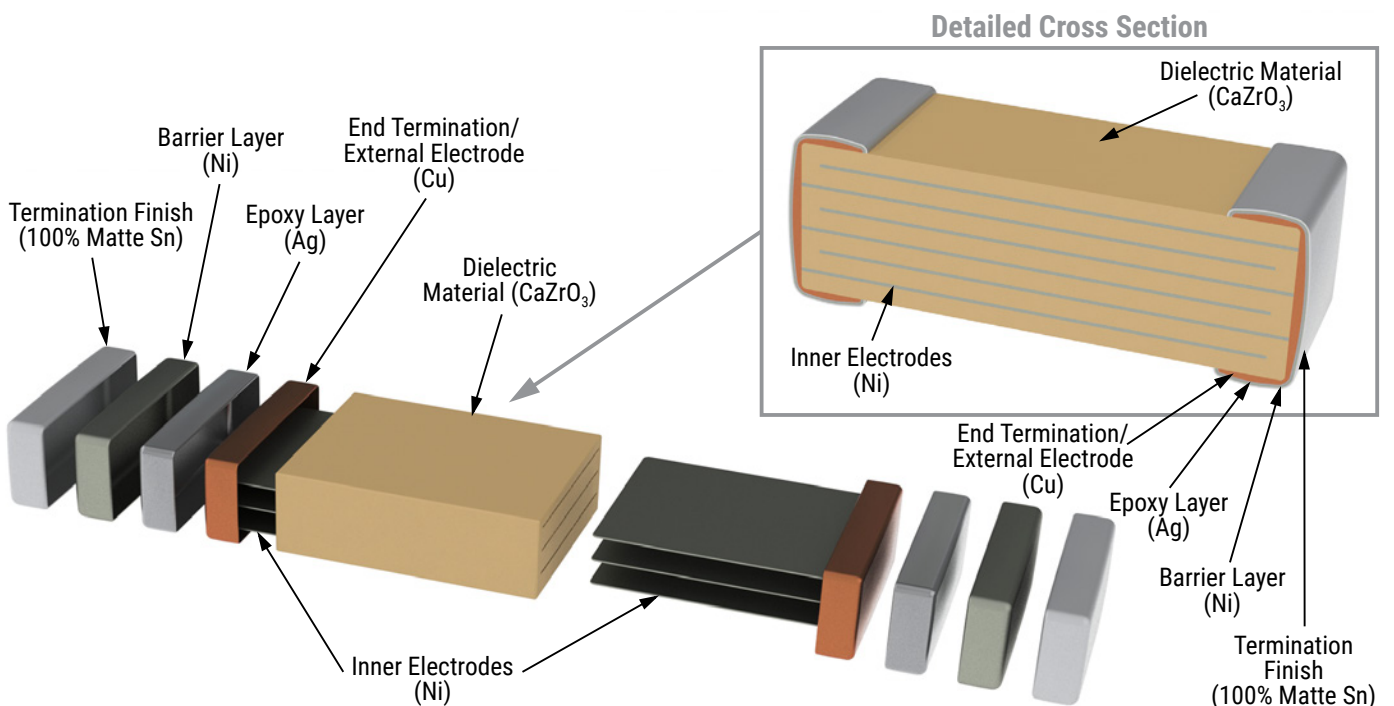 Detailed Cross Section
Dielectric Material
(CaZrO₃)
Inner Electrodes
(Ni)
End Termination/
External Electrode
(Cu)
Epoxy Layer
(Ag)
Barrier Layer
(Ni)
Termination
Finish
(100% Matte Sn)
Termination Finish
(100% Matte Sn)
Barrier Layer
(Ni)
Epoxy Layer
(Ag)
End Termination/
External Electrode
(Cu)
Dielectric
Material (CaZrO₃)
Inner Electrodes
(Ni)